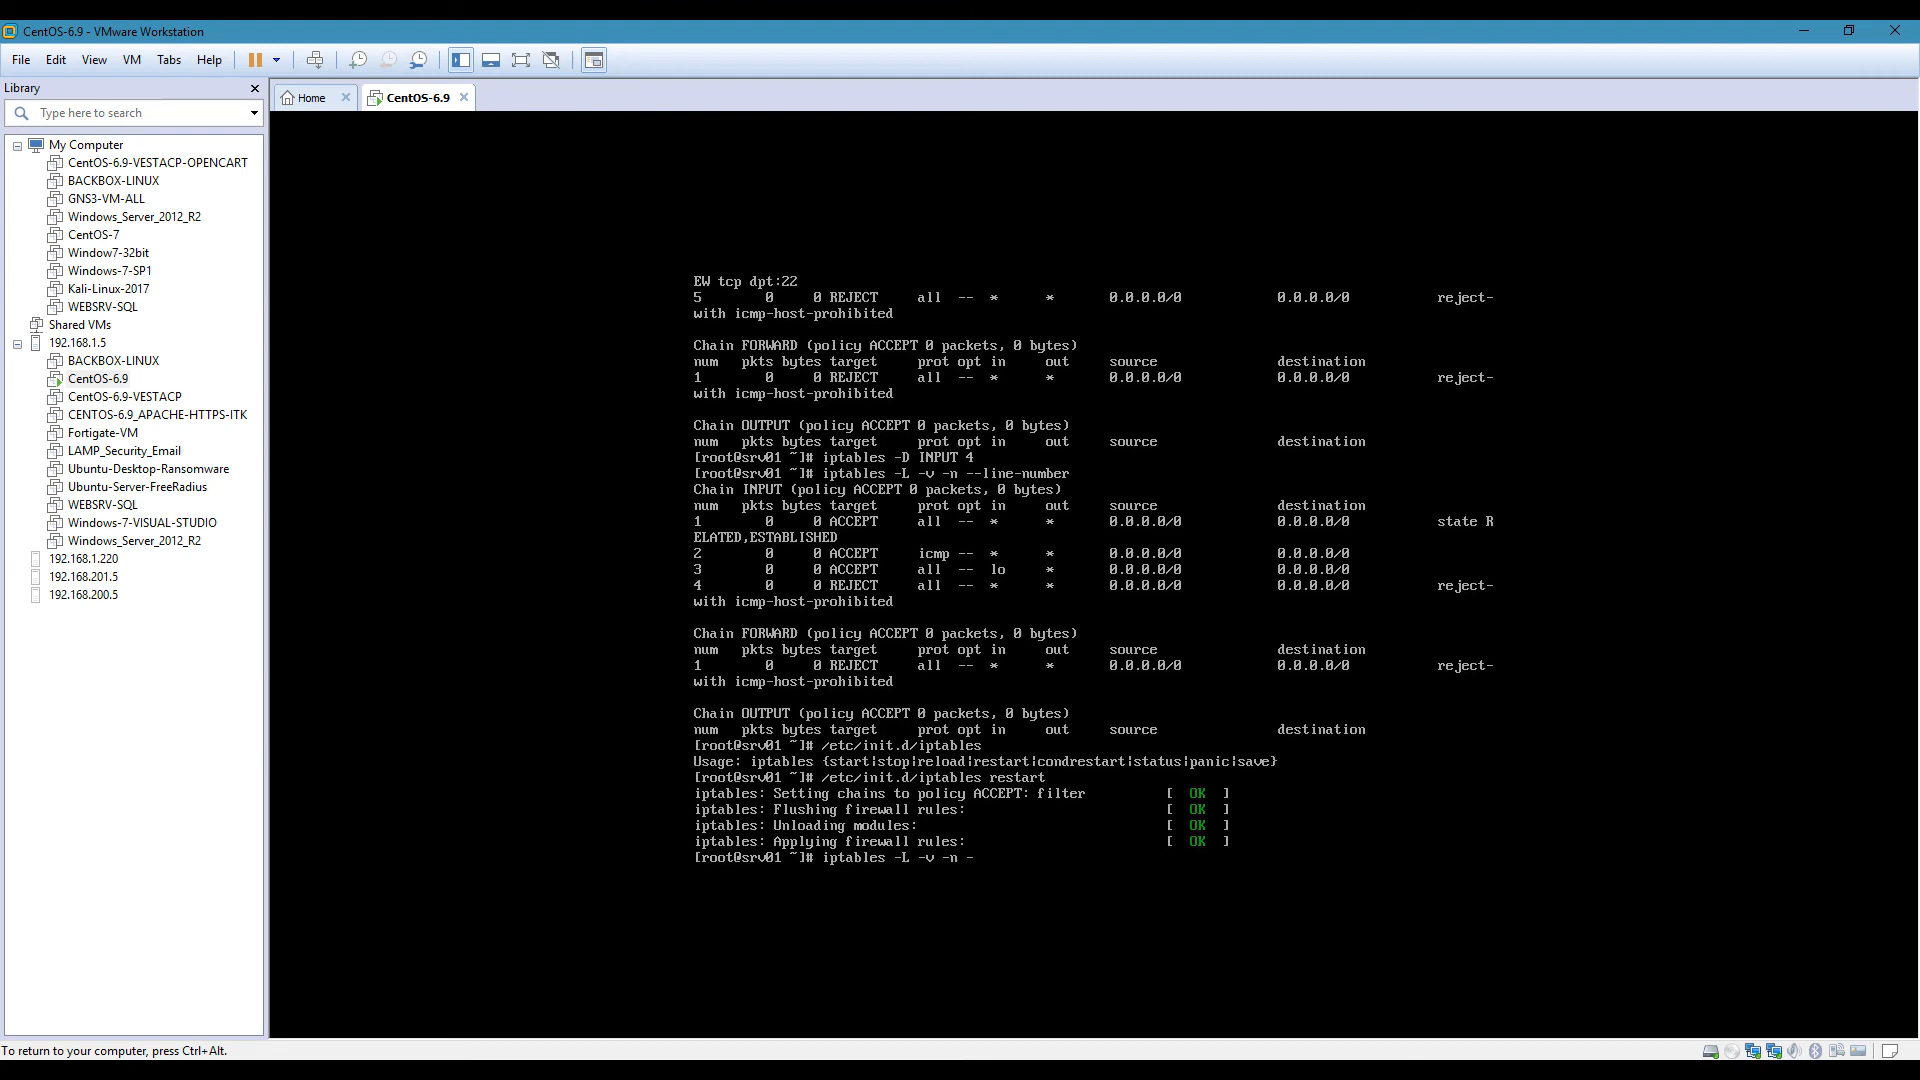 CentOS-6.9 - VMware Workstation
File Edit View VM Tabs Help
Library
Type here to search
My Computer
CentOS-6.9-VESTACP-OPENCART
BACKBOX-LINUX
GNS3-VM-ALL
Windows_Server_2012_R2
CentOS-7
Window7-32bit
Windows-7-SP1
Kali-Linux-2017
WEBSRV-SQL
Shared VMs
192.168.1.5
BACKBOX-LINUX
CentOS-6.9
CentOS-6.9-VESTACP
CENTOS-6.9_APACHE-HTTPS-ITK
Fortigate-VM
LAMP_Security_Email
Ubuntu-Desktop-Ransomware
Ubuntu-Server-FreeRadius
WEBSRV-SQL
Windows-7-VISUAL-STUDIO
Windows_Server_2012_R2
192.168.1.220
192.168.201.5
192.168.200.5
Home CentOS-6.9
EW tcp dpt:22
5 0 0 REJECT all -- * * 0.0.0.0/0 0.0.0.0/0 reject-
with icmp-host-prohibited
Chain FORWARD (policy ACCEPT 0 packets, 0 bytes)
num pkts bytes target prot opt in out source destination
1 0 0 REJECT all -- * * 0.0.0.0/0 0.0.0.0/0 reject-
with icmp-host-prohibited
Chain OUTPUT (policy ACCEPT 0 packets, 0 bytes)
num pkts bytes target prot opt in out source destination
[root@srv01 ~]# iptables -D INPUT 4
[root@srv01 ~]# iptables -L -v -n --line-number
Chain INPUT (policy ACCEPT 0 packets, 0 bytes)
num pkts bytes target prot opt in out source destination
1 0 0 ACCEPT all -- * * 0.0.0.0/0 0.0.0.0/0 state R
ELATED,ESTABLISHED
2 0 0 ACCEPT icmp -- * * 0.0.0.0/0 0.0.0.0/0
3 0 0 ACCEPT all -- lo * 0.0.0.0/0 0.0.0.0/0
4 0 0 REJECT all -- * * 0.0.0.0/0 0.0.0.0/0 reject-
with icmp-host-prohibited
Chain FORWARD (policy ACCEPT 0 packets, 0 bytes)
num pkts bytes target prot opt in out source destination
1 0 0 REJECT all -- * * 0.0.0.0/0 0.0.0.0/0 reject-
with icmp-host-prohibited
Chain OUTPUT (policy ACCEPT 0 packets, 0 bytes)
num pkts bytes target prot opt in out source destination
[root@srv01 ~]# /etc/init.d/iptables
Usage: iptables {start|stop|reload|restart|condrestart|status|panic|save}
[root@srv01 ~]# /etc/init.d/iptables restart
iptables: Setting chains to policy ACCEPT: filter [ OK ]
iptables: Flushing firewall rules: [ OK ]
iptables: Unloading modules: [ OK ]
iptables: Applying firewall rules: [ OK ]
[root@srv01 ~]# iptables -L -v -n -
To return to your computer, press Ctrl+Alt.